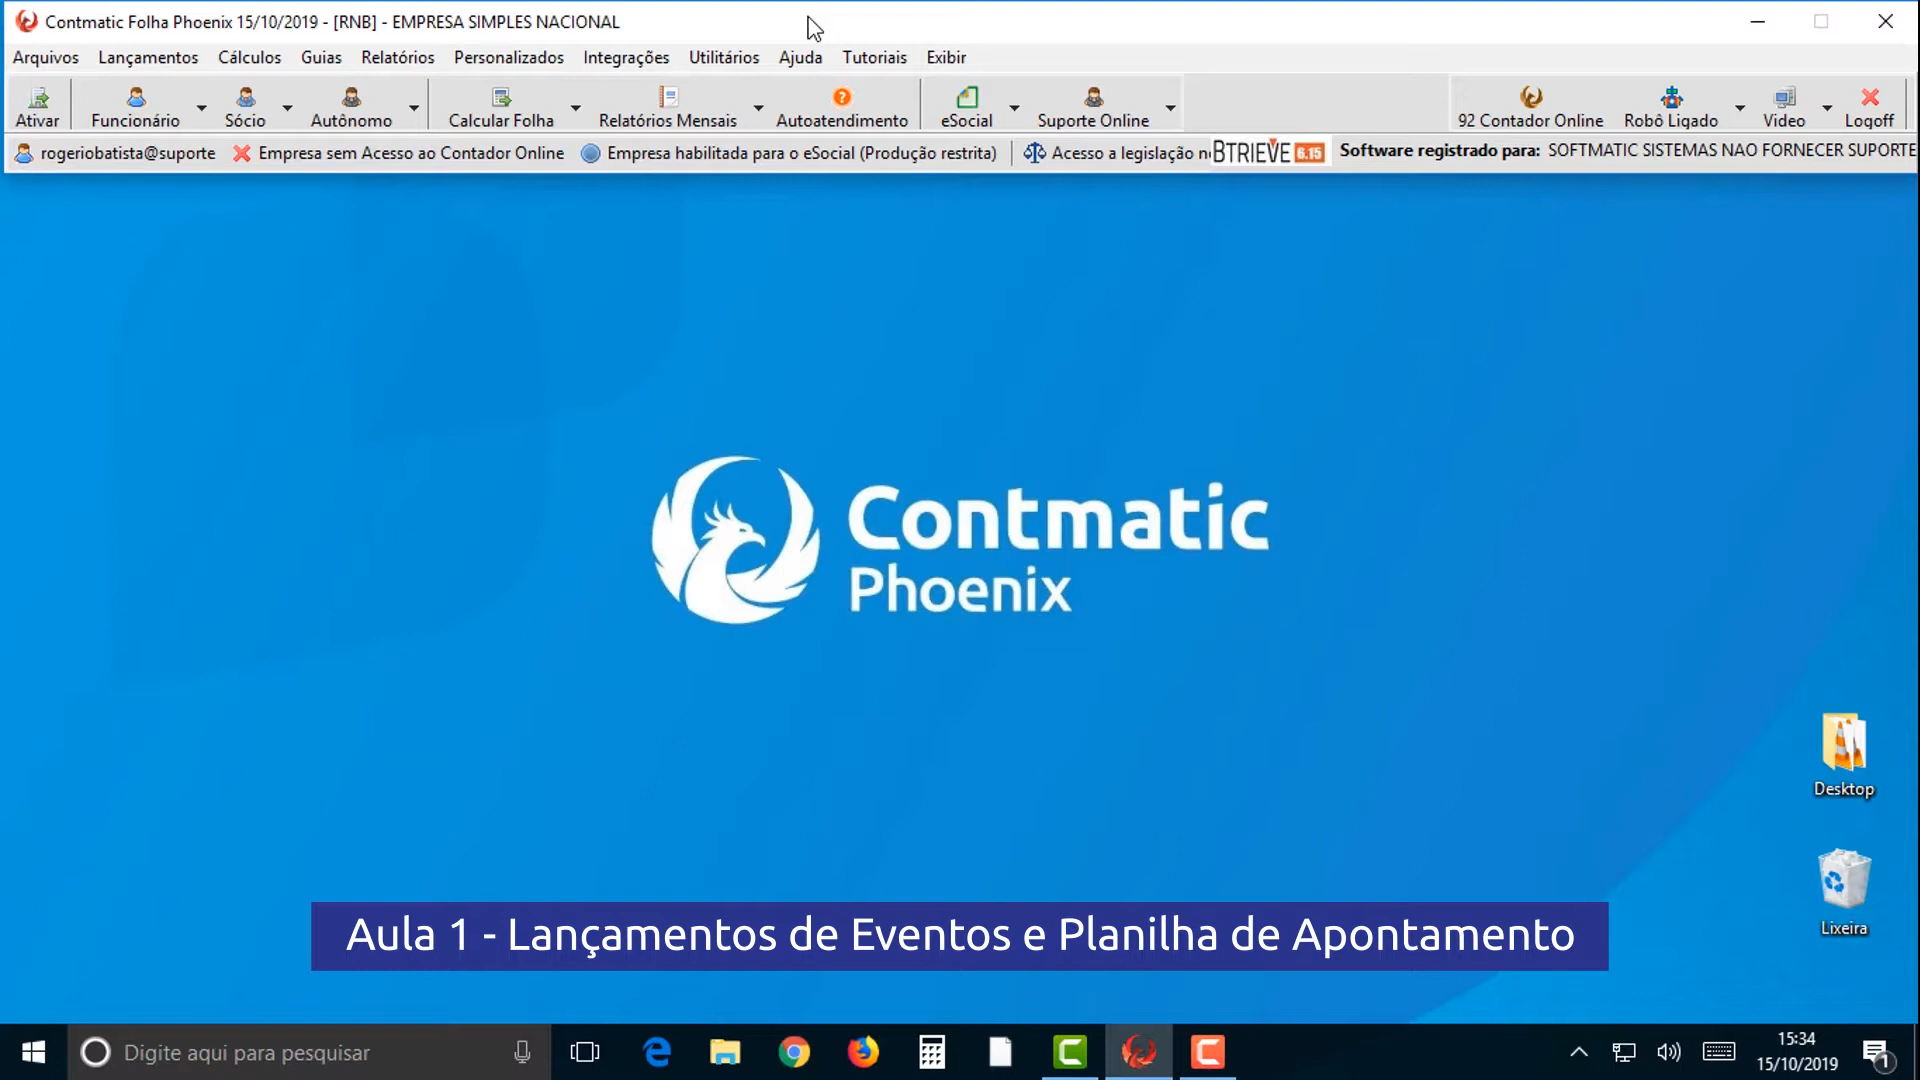 Contmatic Folha Phoenix 15/10/2019 - [RNB] - EMPRESA SIMPLES NACIONAL
Arquivos Lançamentos Cálculos Guias Relatórios Personalizados Integrações Utilitários Ajuda Tutoriais Exibir
Ativar Funcionário Sócio Autônomo Calcular Folha Relatórios Mensais Autoatendimento eSocial Suporte Online 92 Contador Online Robô Ligado Video Logoff
rogeriobatista@suporte Empresa sem Acesso ao Contador Online Empresa habilitada para o eSocial (Produção restrita) Acesso a legislação n BTRIEVE 6.15 Software registrado para: SOFTMATIC SISTEMAS NAO FORNECER SUPORTE
Contmatic
Phoenix
Desktop
Lixeira
Aula 1 - Lançamentos de Eventos e Planilha de Apontamento
Digite aqui para pesquisar
15:34
15/10/2019
1